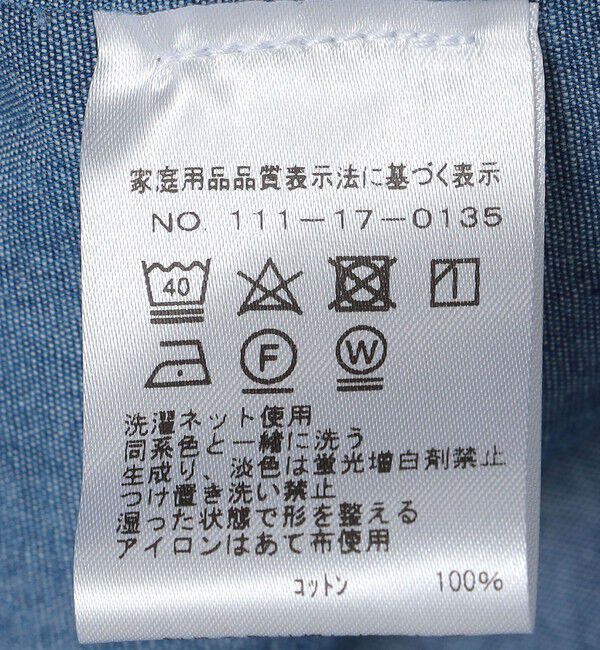 家庭用品品質表示法に基づく表示
NO. 111-17-0135
40
F W
洗濯ネット使用
同系色と一緒に洗う
生成り、淡色は蛍光増白剤禁止
つけ置き洗いは禁止
湿った状態で形を整える
アイロンはあて布使用
コットン 100%